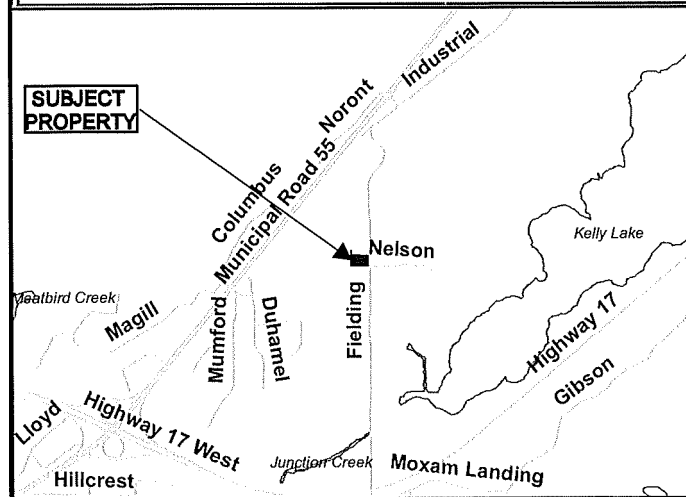 SUBJECT
PROPERTY
Industrial
Noront
Columbus
Municipal Road 55
Nelson
Kelly Lake
Meatbird Creek
Magill
Mumford
Duhamel
Fielding
Highway 17
Gibson
Lloyd
Highway 17 West
Junction Creek
Moxam Landing
Hillcrest